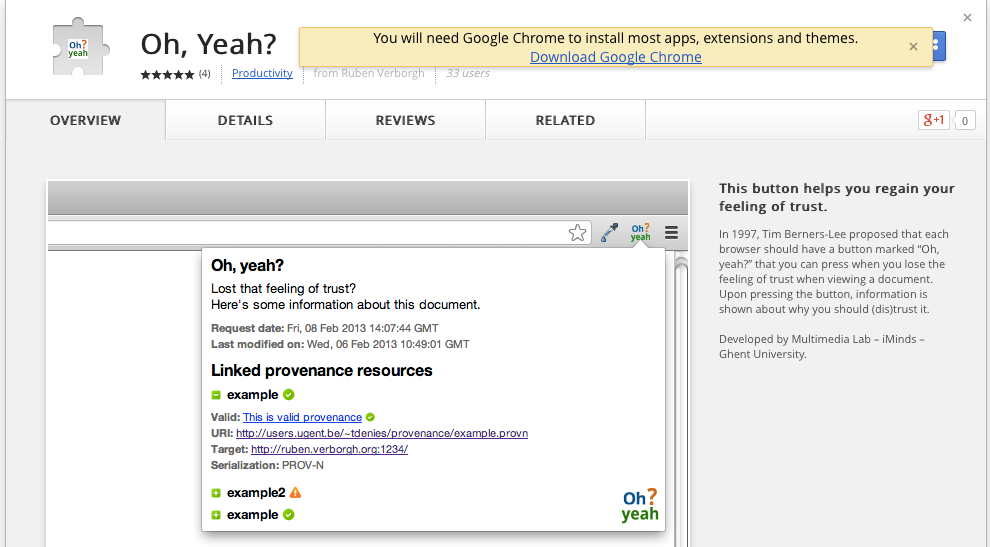 Oh?
yeah
Oh, Yeah?
You will need Google Chrome to install most apps, extensions and themes.
Download Google Chrome
(4) Productivity from Ruben Verborgh 33 users
OVERVIEW DETAILS REVIEWS RELATED
g+1 0
Oh?
yeah
Oh, yeah?
Lost that feeling of trust?
Here's some information about this document.
Request date: Fri, 08 Feb 2013 14:07:44 GMT
Last modified on: Wed, 06 Feb 2013 10:49:01 GMT
Linked provenance resources
example
Valid: This is valid provenance
URI: http://users.ugent.be/~tdenies/provenance/example.provn
Target: http://ruben.verborgh.org:1234/
Serialization: PROV-N
example2
example
Oh?
yeah
This button helps you regain your
feeling of trust.
In 1997, Tim Berners-Lee proposed that each
browser should have a button marked “Oh,
yeah?” that you can press when you lose the
feeling of trust when viewing a document.
Upon pressing the button, information is
shown about why you should (dis)trust it.
Developed by Multimedia Lab – iMinds –
Ghent University.